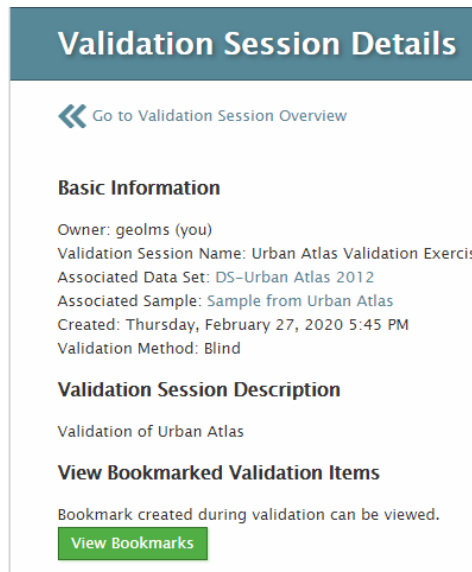 Validation Session Details
Go to Validation Session Overview
Basic Information
Owner: geolms (you)
Validation Session Name: Urban Atlas Validation Exercis
Associated Data Set: DS-Urban Atlas 2012
Associated Sample: Sample from Urban Atlas
Created: Thursday, February 27, 2020 5:45 PM
Validation Method: Blind
Validation Session Description
Validation of Urban Atlas
View Bookmarked Validation Items
Bookmark created during validation can be viewed.
View Bookmarks